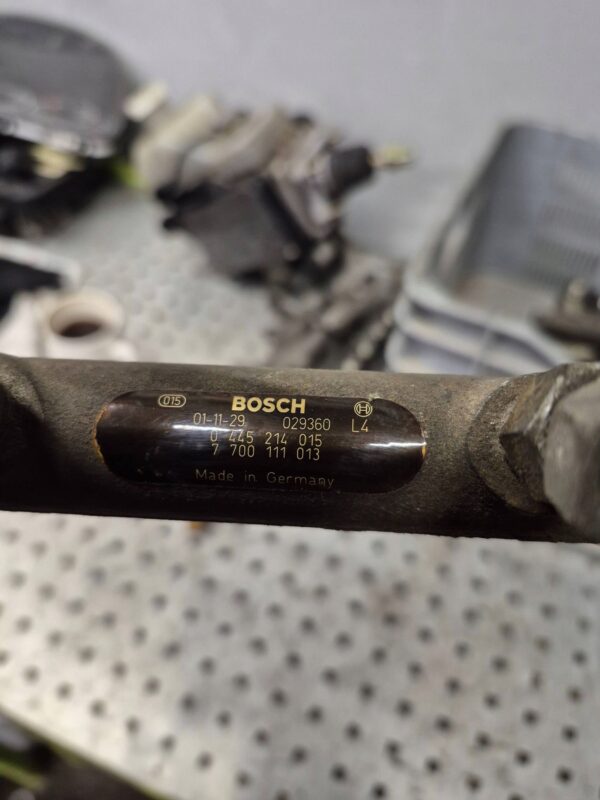 015 BOSCH
01-11-29 029360 L4
0 445 214 015
7 700 111 013
Made in Germany